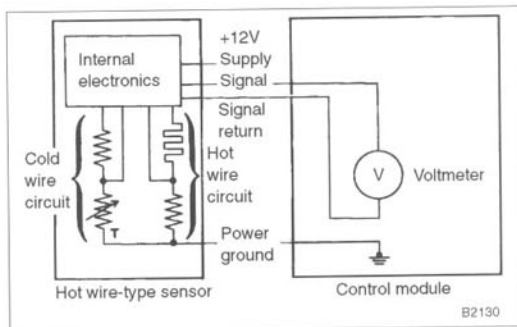 Internal
electronics
+12V
Supply
Signal
Signal
return
Cold
wire
circuit
T
Hot
wire
circuit
Power
ground
V
Voltmeter
Hot wire-type sensor
Control module
B2130